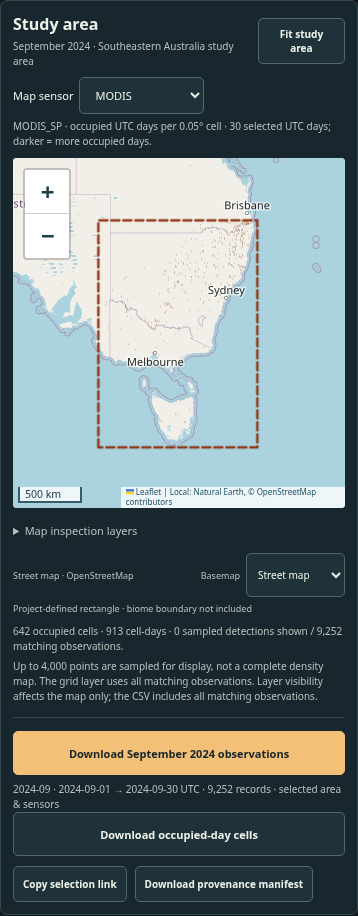 Study area
September 2024 · Southeastern Australia study
area
Fit study
area
Map sensor
MODIS
MODIS_SP · occupied UTC days per 0.05° cell · 30 selected UTC days;
darker = more occupied days.
+
−
st
Brisbane
Sydney
Melbourne
500 km
Leaflet | Local: Natural Earth, © OpenStreetMap
contributors
▶ Map inspection layers
Street map · OpenStreetMap
Basemap
Street map
Project-defined rectangle · biome boundary not included
642 occupied cells · 913 cell-days · 0 sampled detections shown / 9,252
matching observations.
Up to 4,000 points are sampled for display, not a complete density
map. The grid layer uses all matching observations. Layer visibility
affects the map only; the CSV includes all matching observations.
Download September 2024 observations
2024-09 · 2024-09-01 → 2024-09-30 UTC · 9,252 records · selected area
& sensors
Download occupied-day cells
Copy selection link
Download provenance manifest